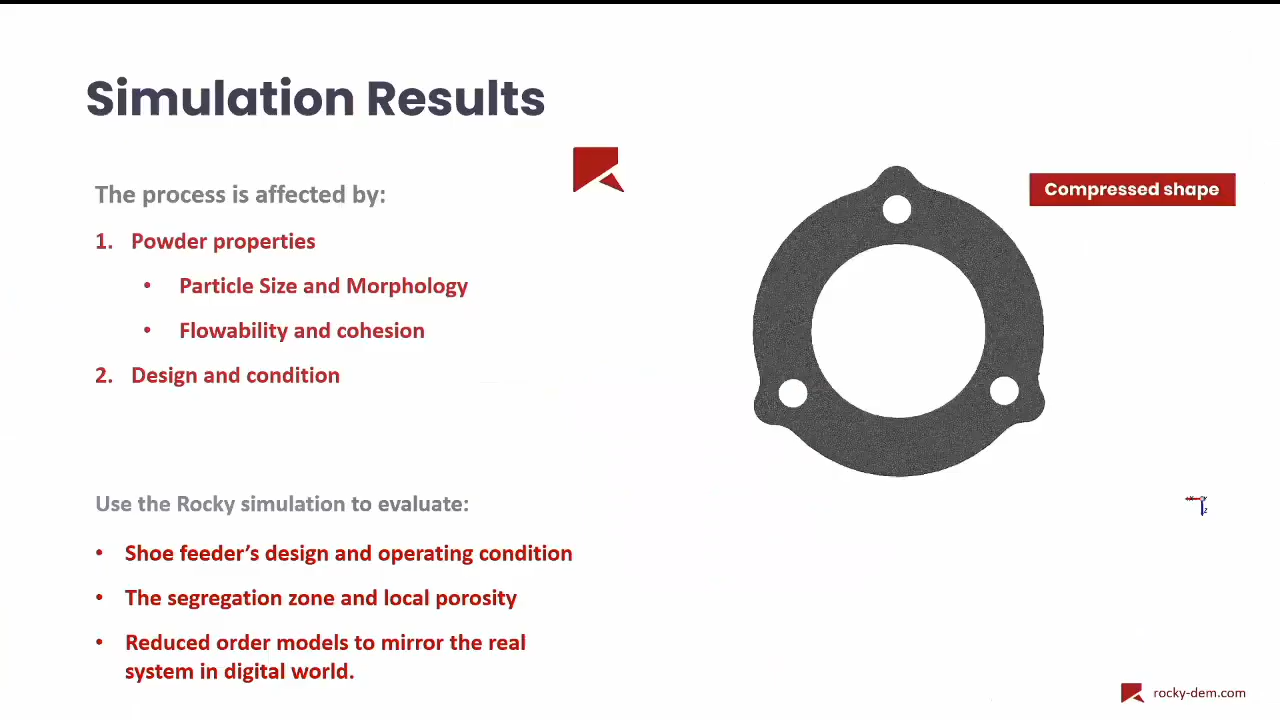 Simulation Results
The process is affected by:
1. Powder properties
• Particle Size and Morphology
• Flowability and cohesion
2. Design and condition
Compressed shape
Use the Rocky simulation to evaluate:
• Shoe feeder's design and operating condition
• The segregation zone and local porosity
• Reduced order models to mirror the real
system in digital world.
rocky-dem.com